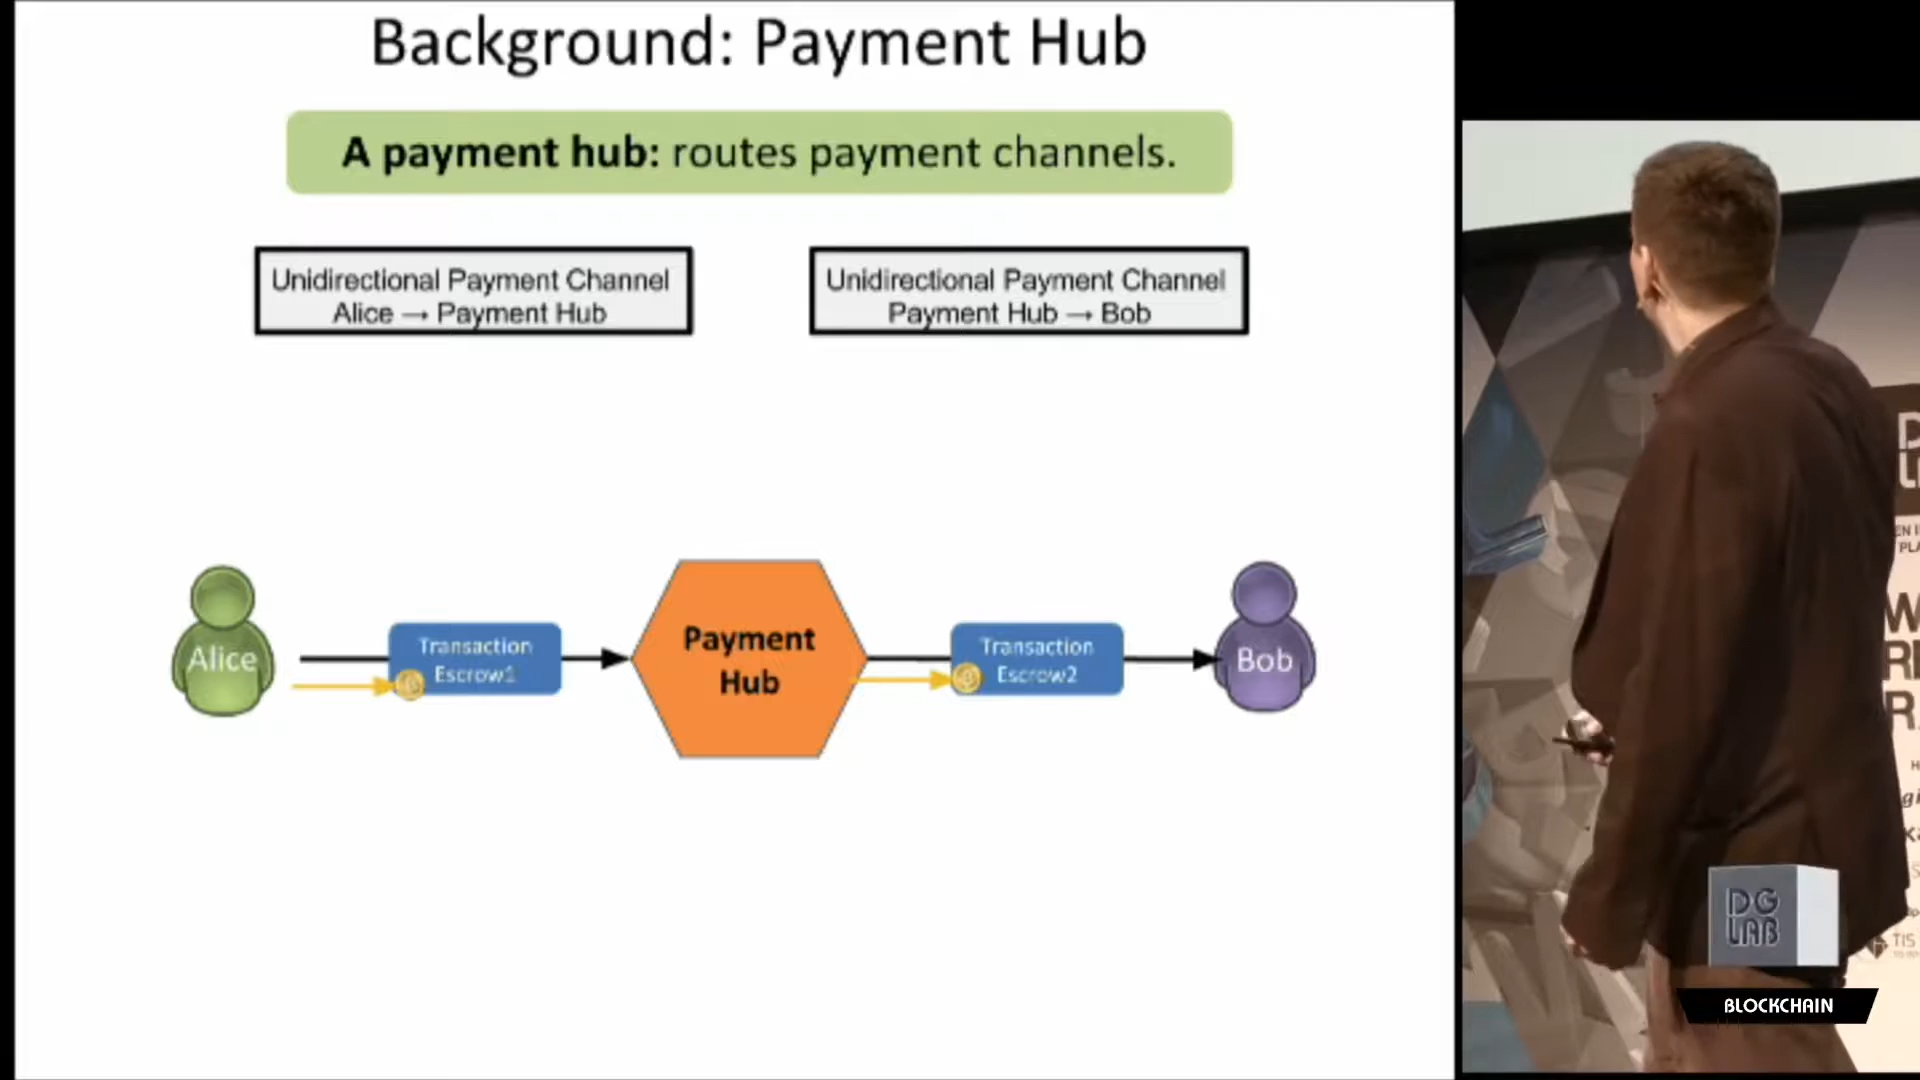 Background: Payment Hub
A payment hub: routes payment channels.
Unidirectional Payment Channel
Alice → Payment Hub
Unidirectional Payment Channel
Payment Hub → Bob
Alice
Transaction
Escrow1
Payment
Hub
Transaction
Escrow2
Bob
DG
LAB
BLOCKCHAIN
TIS